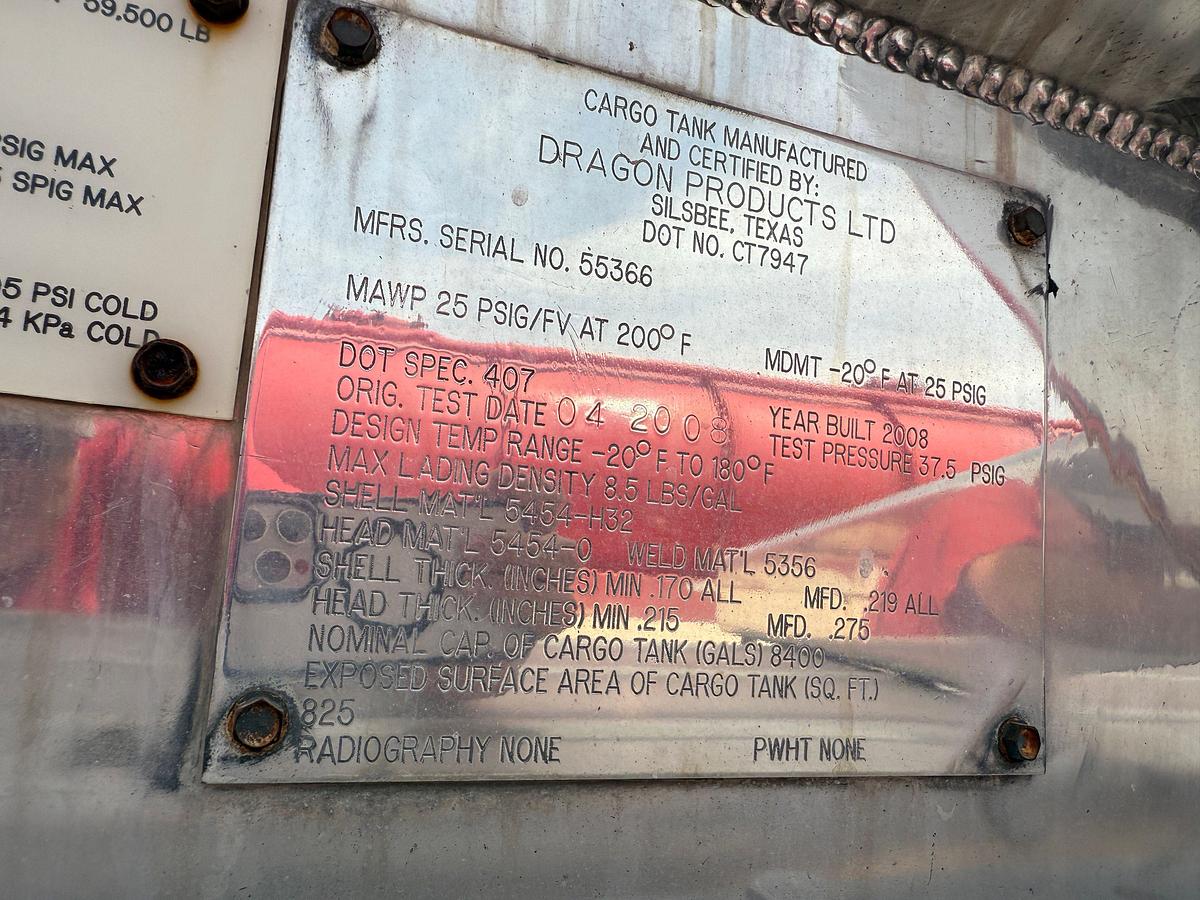 59,500 LB
PSIG MAX
SPIG MAX
5 PSI COLD
4 KPa COLD
CARGO TANK MANUFACTURED
AND CERTIFIED BY:
DRAGON PRODUCTS LTD
SILSBEE, TEXAS
DOT NO. CT7947
MFRS. SERIAL NO. 55366
MAWP 25 PSIG/FV AT 200° F MDMT -20° F AT 25 PSIG
DOT SPEC. 407 YEAR BUILT 2008
ORIG. TEST DATE 04 2008 TEST PRESSURE 37.5 PSIG
DESIGN TEMP RANGE -20° F TO 180° F
MAX LADING DENSITY 8.5 LBS/GAL
SHELL MAT'L 5454-H32
HEAD MAT'L 5454-0 WELD MAT'L 5356
SHELL THICK. (INCHES) MIN .170 ALL MFD. .219 ALL
HEAD THICK. (INCHES) MIN .215 MFD. .275
NOMINAL CAP. OF CARGO TANK (GALS) 8400
EXPOSED SURFACE AREA OF CARGO TANK (SQ. FT.)
825
RADIOGRAPHY NONE PWHT NONE